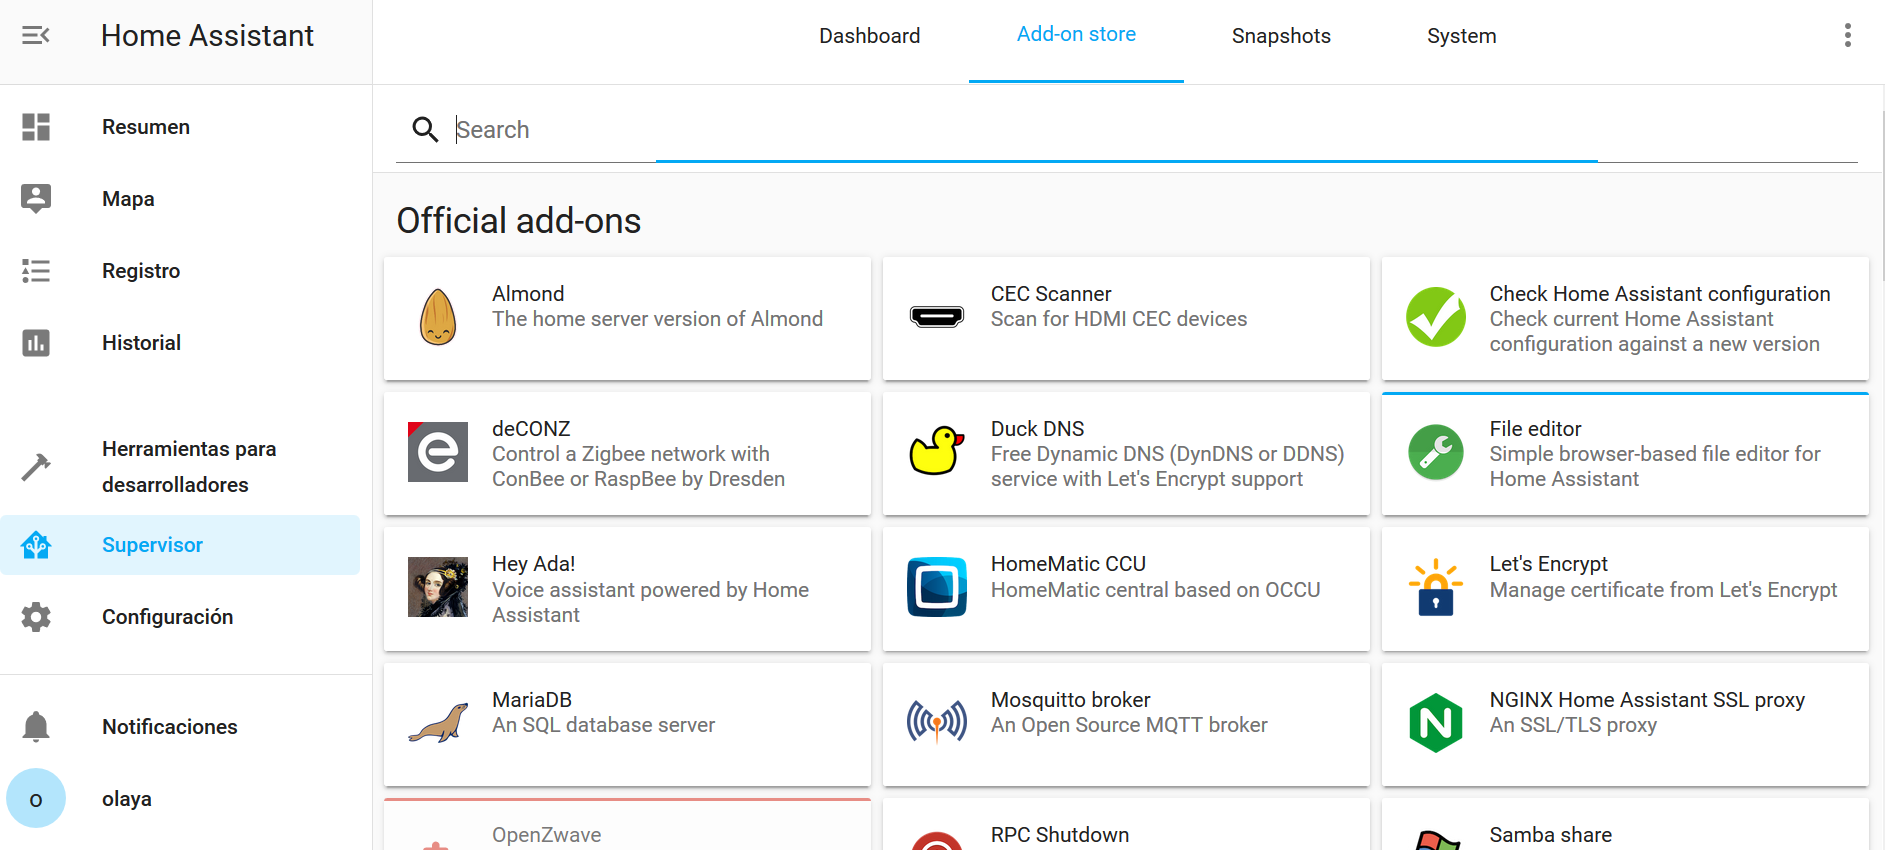 Home Assistant
Dashboard
Add-on store
Snapshots
System
Resumen
Mapa
Registro
Historial
Herramientas para
desarrolladores
Supervisor
Configuración
Notificaciones
o
olaya
Search
Official add-ons
Almond
The home server version of Almond
CEC Scanner
Scan for HDMI CEC devices
Check Home Assistant configuration
Check current Home Assistant
configuration against a new version
deCONZ
Control a Zigbee network with
ConBee or RaspBee by Dresden
Duck DNS
Free Dynamic DNS (DynDNS or DDNS)
service with Let's Encrypt support
File editor
Simple browser-based file editor for
Home Assistant
Hey Ada!
Voice assistant powered by Home
Assistant
HomeMatic CCU
HomeMatic central based on OCCU
Let's Encrypt
Manage certificate from Let's Encrypt
MariaDB
An SQL database server
Mosquitto broker
An Open Source MQTT broker
N
NGINX Home Assistant SSL proxy
An SSL/TLS proxy
OpenZwave
RPC Shutdown
Samba share